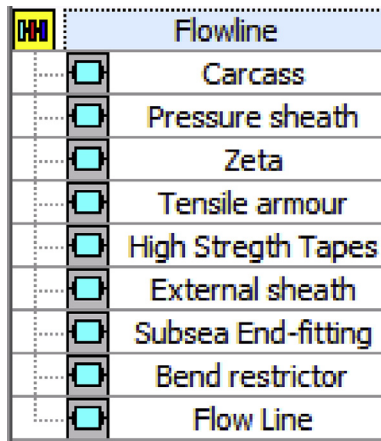 Flowline
Carcass
Pressure sheath
Zeta
Tensile armour
High Stregth Tapes
External sheath
Subsea End-fitting
Bend restrictor
Flow Line